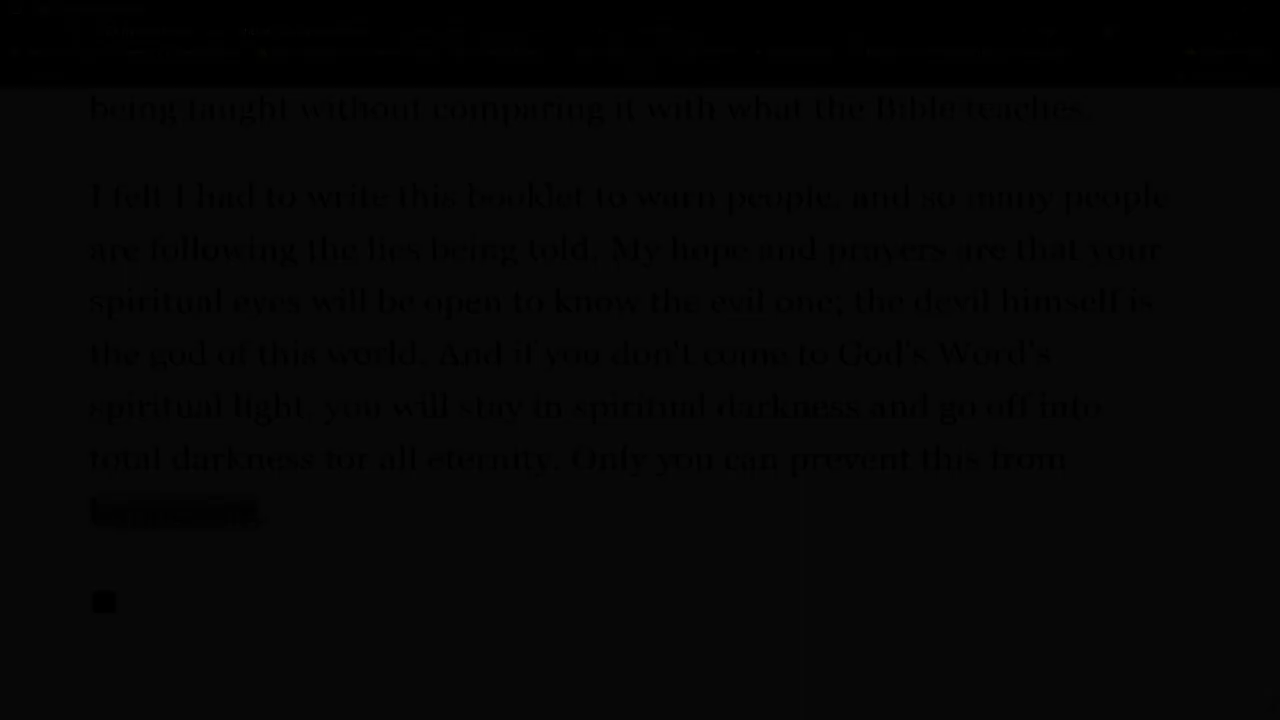 being taught without comparing it with what the Bible teaches.
I felt I had to write this booklet to warn people, and so many people
are following the lies being told. My hope and prayers are that your
spiritual eyes will be open to know the evil one; the devil himself is
the god of this world. And if you don't come to God's Word's
spiritual light, you will stay in spiritual darkness and go off into
total darkness for all eternity. Only you can prevent this from